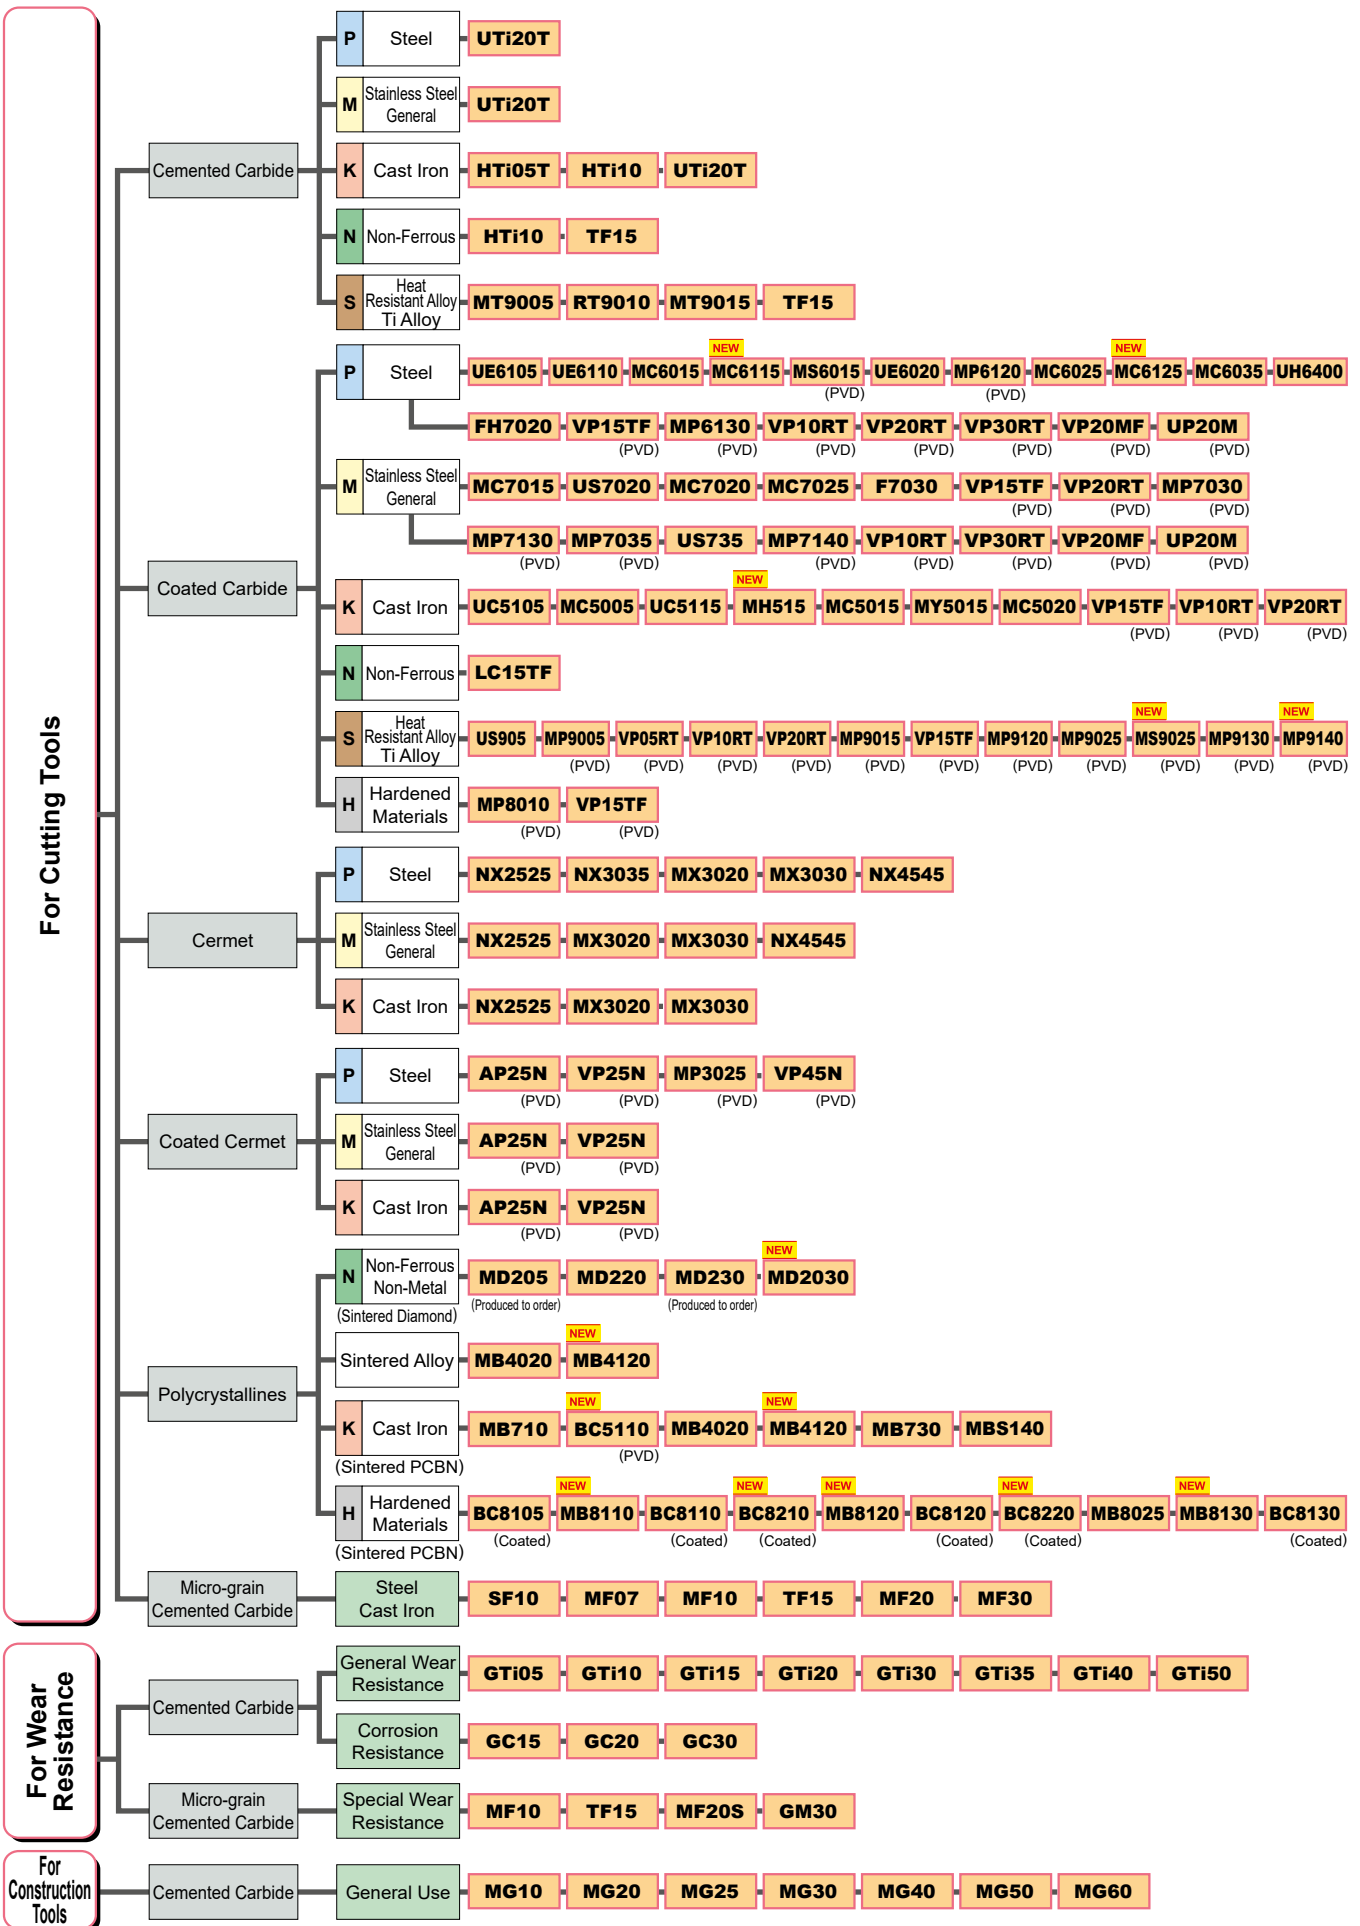 For Cutting Tools
Cemented Carbide
P Steel UTi20T
M Stainless Steel
General UTi20T
K Cast Iron HTi05T HTi10 UTi20T
N Non-Ferrous HTi10 TF15
S Heat
Resistant Alloy
Ti Alloy MT9005 RT9010 MT9015 TF15
Coated Carbide
NEW NEW
P Steel UE6105 UE6110 MC6015 MC6115 MS6015 UE6020 MP6120 MC6025 MC6125 MC6035 UH6400
(PVD) (PVD)
FH7020 VP15TF MP6130 VP10RT VP20RT VP30RT VP20MF UP20M
(PVD) (PVD) (PVD) (PVD) (PVD) (PVD) (PVD)
M Stainless Steel
General MC7015 US7020 MC7020 MC7025 F7030 VP15TF VP20RT MP7030
(PVD) (PVD) (PVD)
MP7130 MP7035 US735 MP7140 VP10RT VP30RT VP20MF UP20M
(PVD) (PVD) (PVD) (PVD) (PVD) (PVD) (PVD)
NEW
K Cast Iron UC5105 MC5005 UC5115 MH515 MC5015 MY5015 MC5020 VP15TF VP10RT VP20RT
(PVD) (PVD) (PVD)
N Non-Ferrous LC15TF
NEW NEW
S Heat
Resistant Alloy
Ti Alloy US905 MP9005 VP05RT VP10RT VP20RT MP9015 VP15TF MP9120 MP9025 MS9025 MP9130 MP9140
(PVD) (PVD) (PVD) (PVD) (PVD) (PVD) (PVD) (PVD) (PVD) (PVD) (PVD)
H Hardened
Materials MP8010 VP15TF
(PVD) (PVD)
Cermet
P Steel NX2525 NX3035 MX3020 MX3030 NX4545
M Stainless Steel
General NX2525 MX3020 MX3030 NX4545
K Cast Iron NX2525 MX3020 MX3030
Coated Cermet
P Steel AP25N VP25N MP3025 VP45N
(PVD) (PVD) (PVD) (PVD)
M Stainless Steel
General AP25N VP25N
(PVD) (PVD)
K Cast Iron AP25N VP25N
(PVD) (PVD)
Polycrystallines
NEW
N Non-Ferrous
Non-Metal MD205 MD220 MD230 MD2030
(Sintered Diamond) (Produced to order) (Produced to order)
NEW
Sintered Alloy MB4020 MB4120
NEW NEW
K Cast Iron MB710 BC5110 MB4020 MB4120 MB730 MBS140
(Sintered PCBN) (PVD)
NEW NEW NEW NEW NEW
H Hardened
Materials BC8105 MB8110 BC8110 BC8210 MB8120 BC8120 BC8220 MB8025 MB8130 BC8130
(Sintered PCBN) (Coated) (Coated) (Coated) (Coated) (Coated) (Coated)
Micro-grain
Cemented Carbide
Steel
Cast Iron SF10 MF07 MF10 TF15 MF20 MF30
For Wear
Resistance
Cemented Carbide
General Wear
Resistance GTi05 GTi10 GTi15 GTi20 GTi30 GTi35 GTi40 GTi50
Corrosion
Resistance GC15 GC20 GC30
Micro-grain
Cemented Carbide
Special Wear
Resistance MF10 TF15 MF20S GM30
For
Construction
Tools
Cemented Carbide
General Use MG10 MG20 MG25 MG30 MG40 MG50 MG60